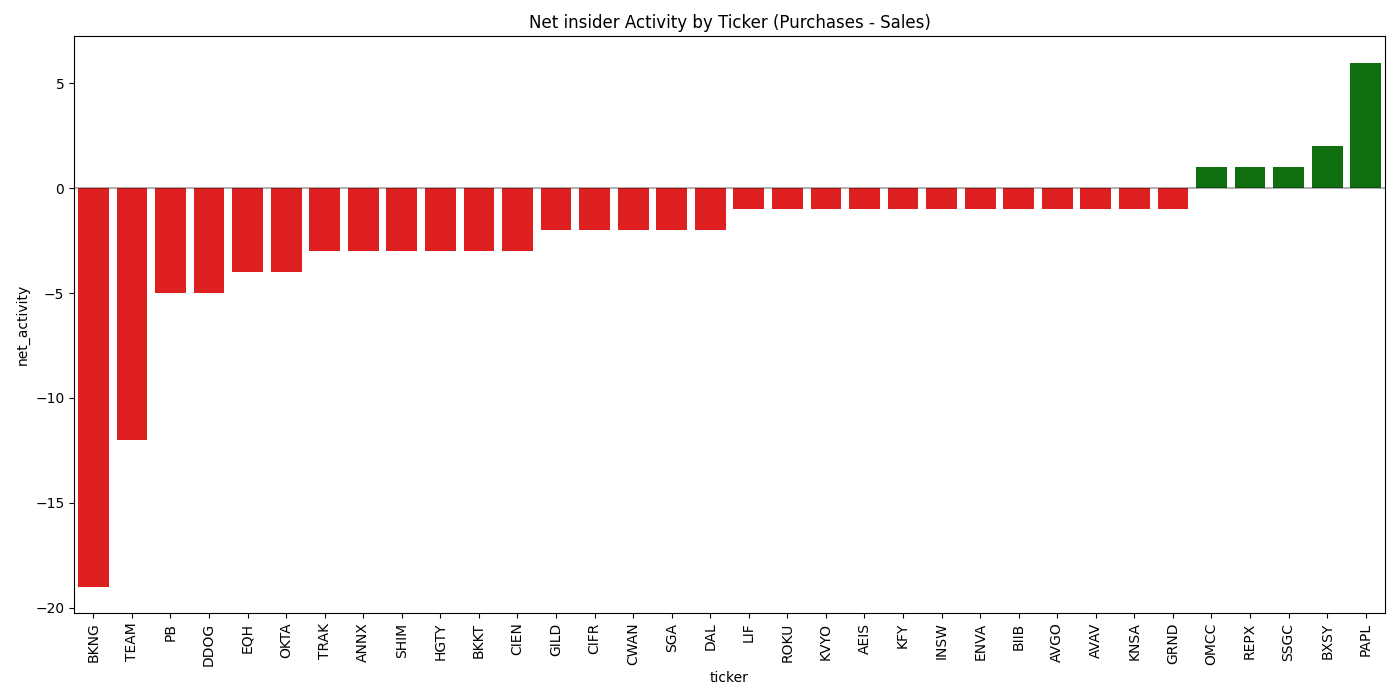 Net insider Activity by Ticker (Purchases - Sales)
net_activity
5
0
−5
−10
−15
−20
BKNG
TEAM
PB
DDOG
EQH
OKTA
TRAK
ANNX
SHIM
HGTY
BKKT
CIEN
GILD
CIFR
CWAN
SGA
DAL
LIF
ROKU
KVYO
AEIS
KFY
INSW
ENVA
BIIB
AVGO
AVAV
KNSA
GRND
OMCC
REPX
SSGC
BXSY
PAPL
ticker